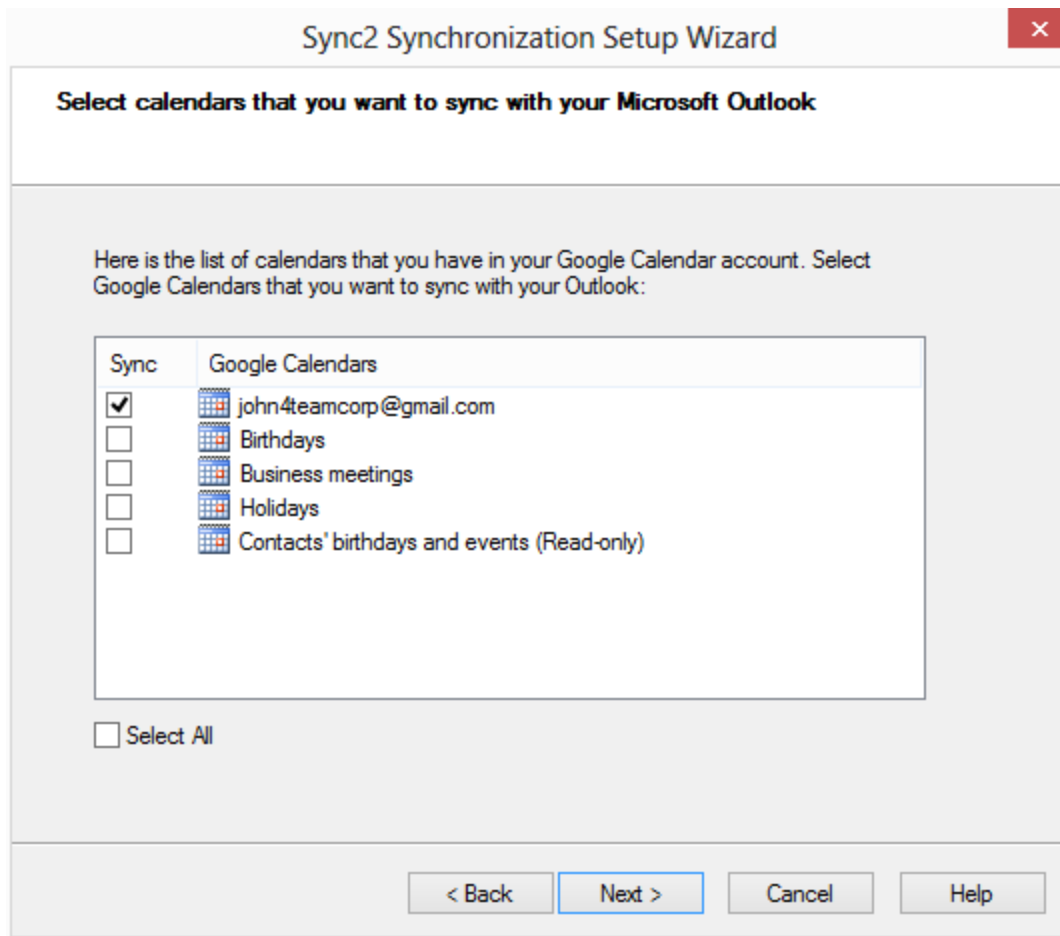 Sync2 Synchronization Setup Wizard
Select calendars that you want to sync with your Microsoft Outlook
Here is the list of calendars that you have in your Google Calendar account. Select
Google Calendars that you want to sync with your Outlook:
Sync Google Calendars
john4teamcorp@gmail.com
Birthdays
Business meetings
Holidays
Contacts' birthdays and events (Read-only)
Select All
< Back Next > Cancel Help